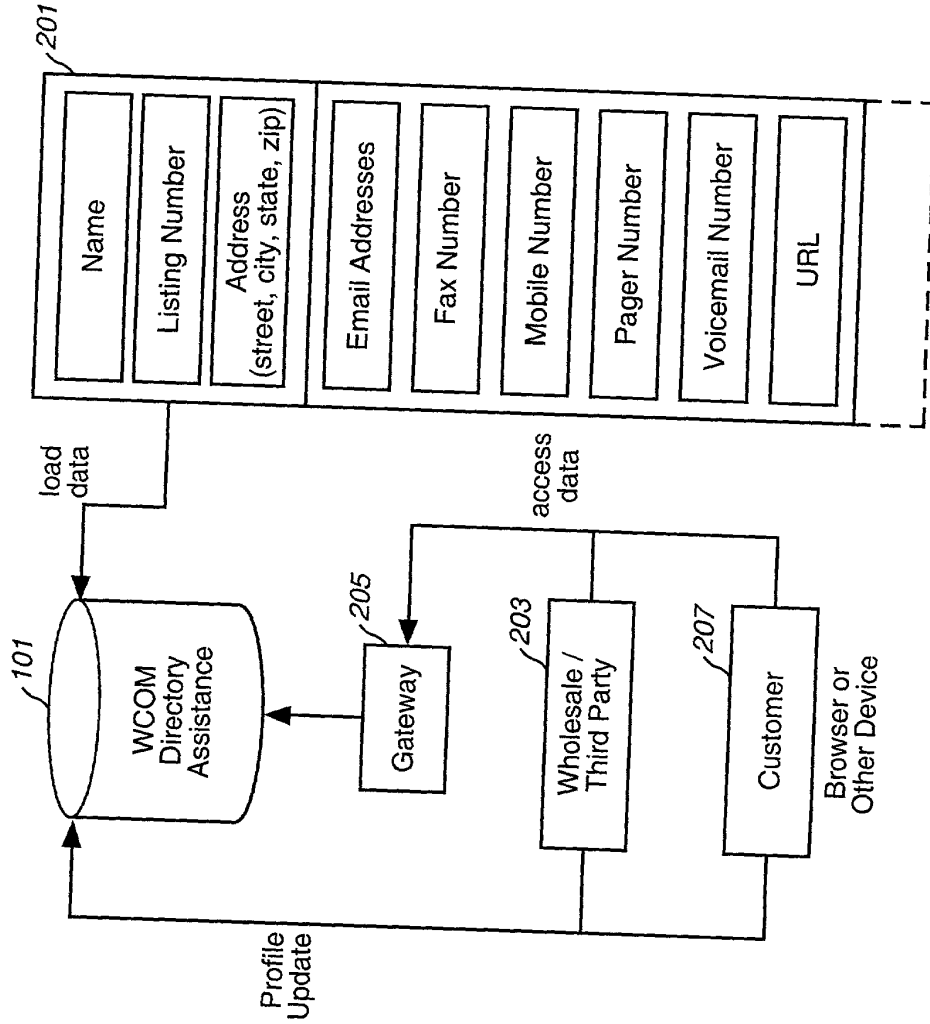 201
Name
Listing Number
Address
(street, city, state, zip)
Email Addresses
Fax Number
Mobile Number
Pager Number
Voicemail Number
URL
load
data
access
data
101
WCOM
Directory
Assistance
205
Gateway
203
Wholesale /
Third Party
207
Customer
Browser or
Other Device
Profile
Update